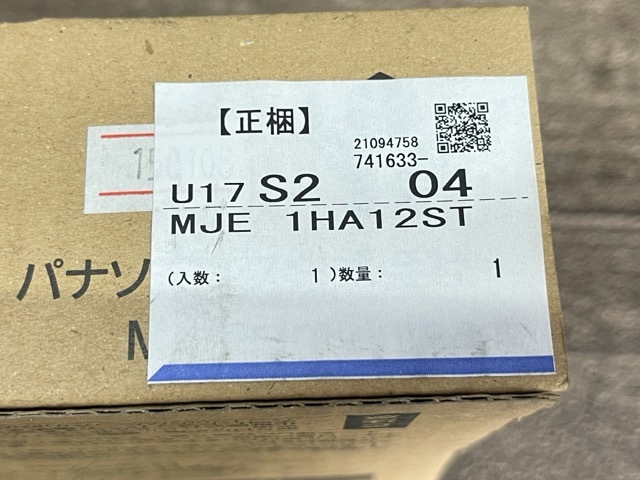 【正梱】
21094758
741633-
U17 S2 04
MJE 1HA12ST
(入数： 1)数量： 1
パナソ
M